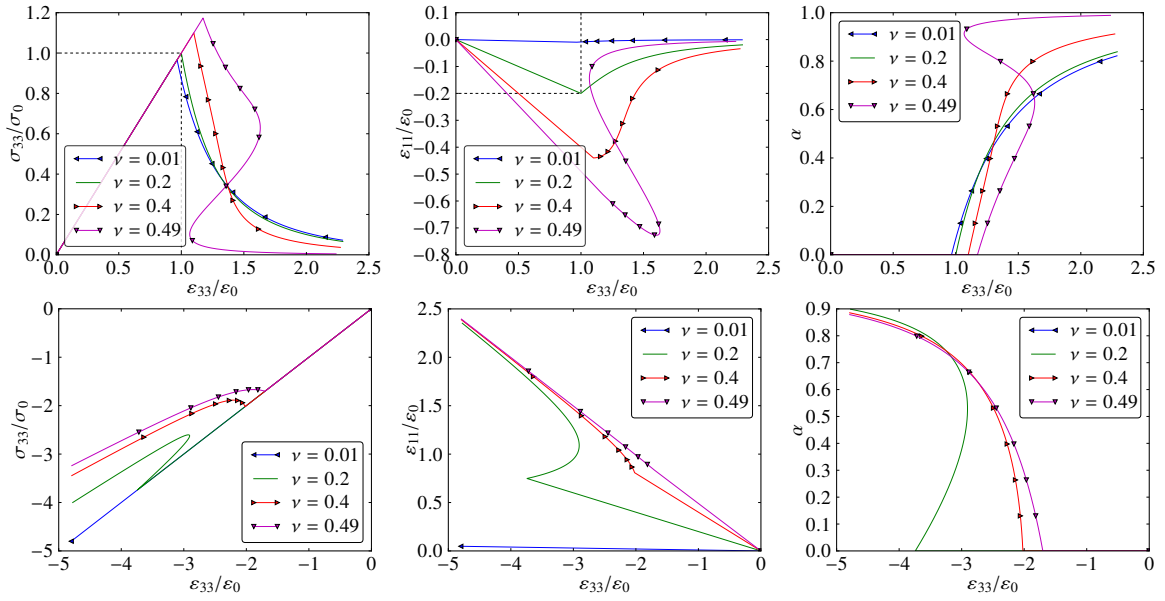 1.2
1.0
0.8
0.6
0.4
0.2
0.0
σ33/σ0
ν = 0.01
ν = 0.2
ν = 0.4
ν = 0.49
0.0 0.5 1.0 1.5 2.0 2.5
ε33/ε0
0.1
0.0
−0.1
−0.2
−0.3
−0.4
−0.5
−0.6
−0.7
−0.8
ε11/ε0
ν = 0.01
ν = 0.2
ν = 0.4
ν = 0.49
0.0 0.5 1.0 1.5 2.0 2.5
ε33/ε0
1.0
0.8
0.6
0.4
0.2
0.0
α
ν = 0.01
ν = 0.2
ν = 0.4
ν = 0.49
0.0 0.5 1.0 1.5 2.0 2.5
ε33/ε0
0
−1
−2
−3
−4
−5
σ33/σ0
ν = 0.01
ν = 0.2
ν = 0.4
ν = 0.49
−5 −4 −3 −2 −1 0
ε33/ε0
2.5
2.0
1.5
1.0
0.5
0.0
ε11/ε0
ν = 0.01
ν = 0.2
ν = 0.4
ν = 0.49
−5 −4 −3 −2 −1 0
ε33/ε0
0.9
0.8
0.7
0.6
0.5
0.4
0.3
0.2
0.1
0.0
α
ν = 0.01
ν = 0.2
ν = 0.4
ν = 0.49
−5 −4 −3 −2 −1 0
ε33/ε0